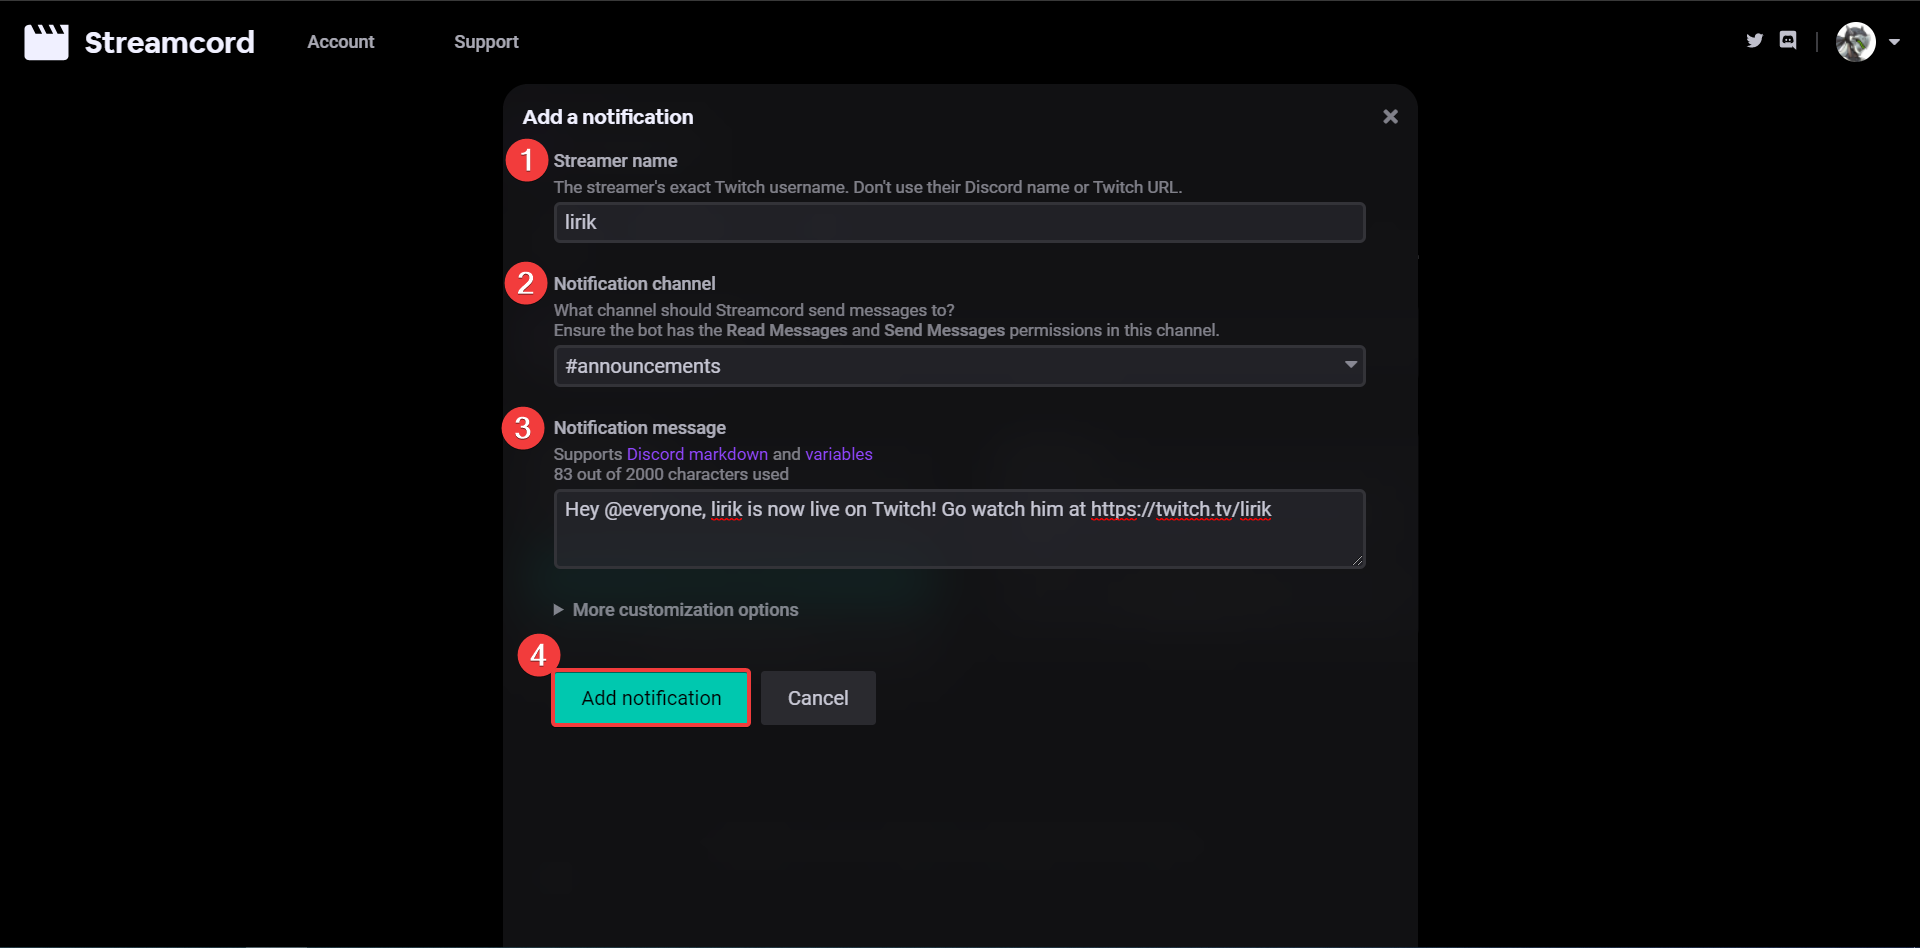 Streamcord
Account
Support
Add a notification
1
Streamer name
The streamer's exact Twitch username. Don't use their Discord name or Twitch URL.
lirik
2
Notification channel
What channel should Streamcord send messages to?
Ensure the bot has the Read Messages and Send Messages permissions in this channel.
#announcements
3
Notification message
Supports Discord markdown and variables
83 out of 2000 characters used
Hey @everyone, lirik is now live on Twitch! Go watch him at https://twitch.tv/lirik
More customization options
4
Add notification
Cancel